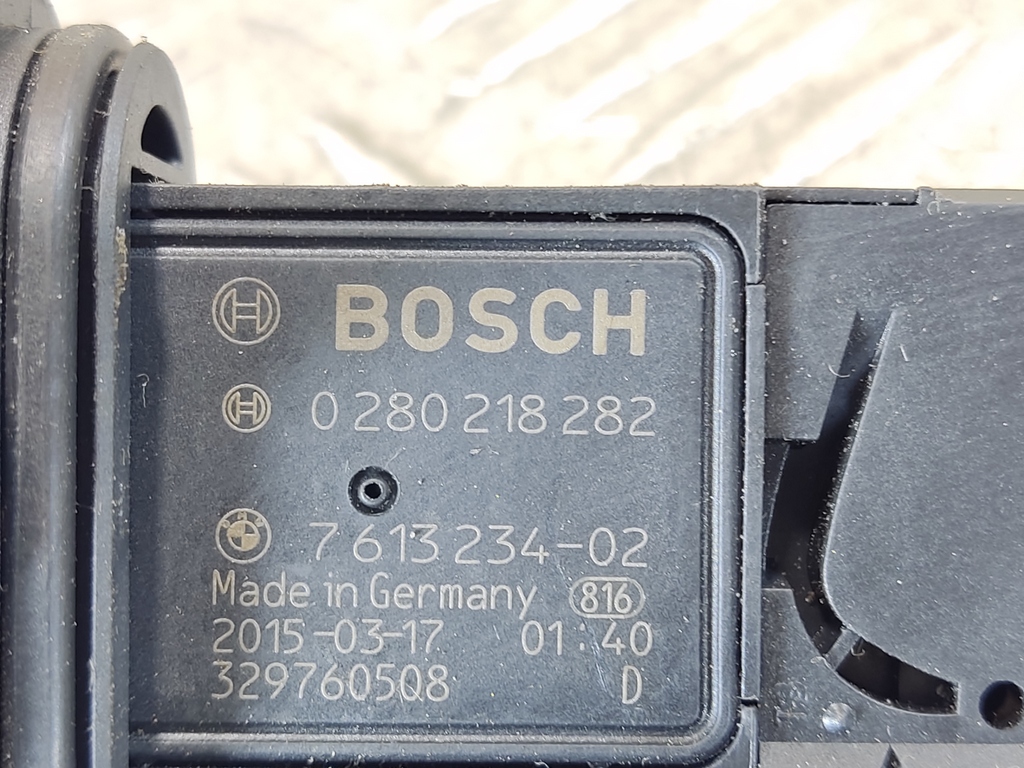 BOSCH
0 280 218 282
7 613 234-02
Made in Germany 816
2015-03-17 01:40
329760508 D